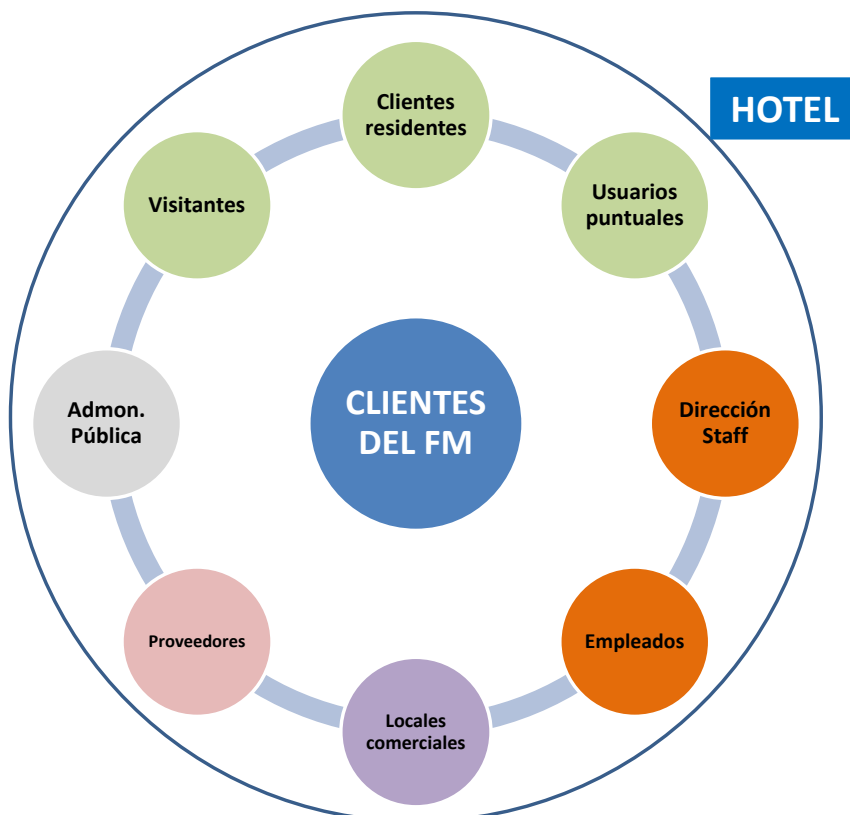 Clientes
residentes
HOTEL
Usuarios
puntuales
Visitantes
CLIENTES
DEL FM
Dirección
Staff
Admon.
Pública
Empleados
Proveedores
Locales
comerciales